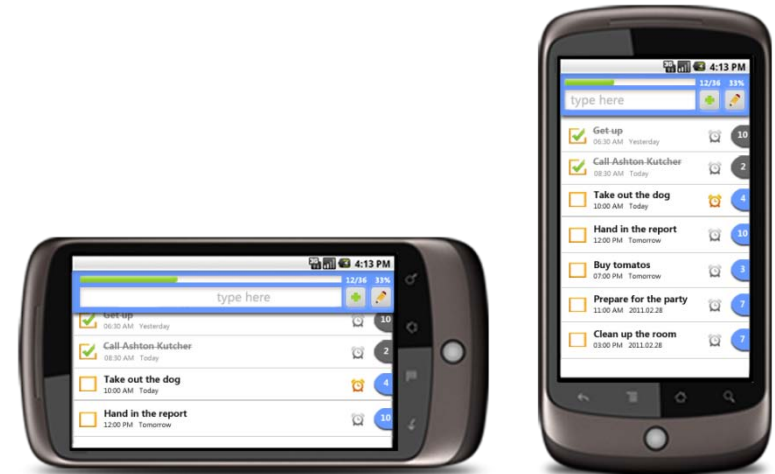 4:13 PM
12/36 33%
type here
Get up
06:30 AM Yesterday
10
Call Ashton Kutcher
08:30 AM Today
2
Take out the dog
10:00 AM Today
4
Hand in the report
12:00 PM Tomorrow
10
3G
4:13 PM
12/36 33%
type here
Get up
06:30 AM Yesterday
10
Call Ashton Kutcher
08:30 AM Today
2
Take out the dog
10:00 AM Today
4
Hand in the report
12:00 PM Tomorrow
10
Buy tomatos
07:00 PM Tomorrow
3
Prepare for the party
11:00 AM 2011.02.28
7
Clean up the room
03:00 PM 2011.02.28
7